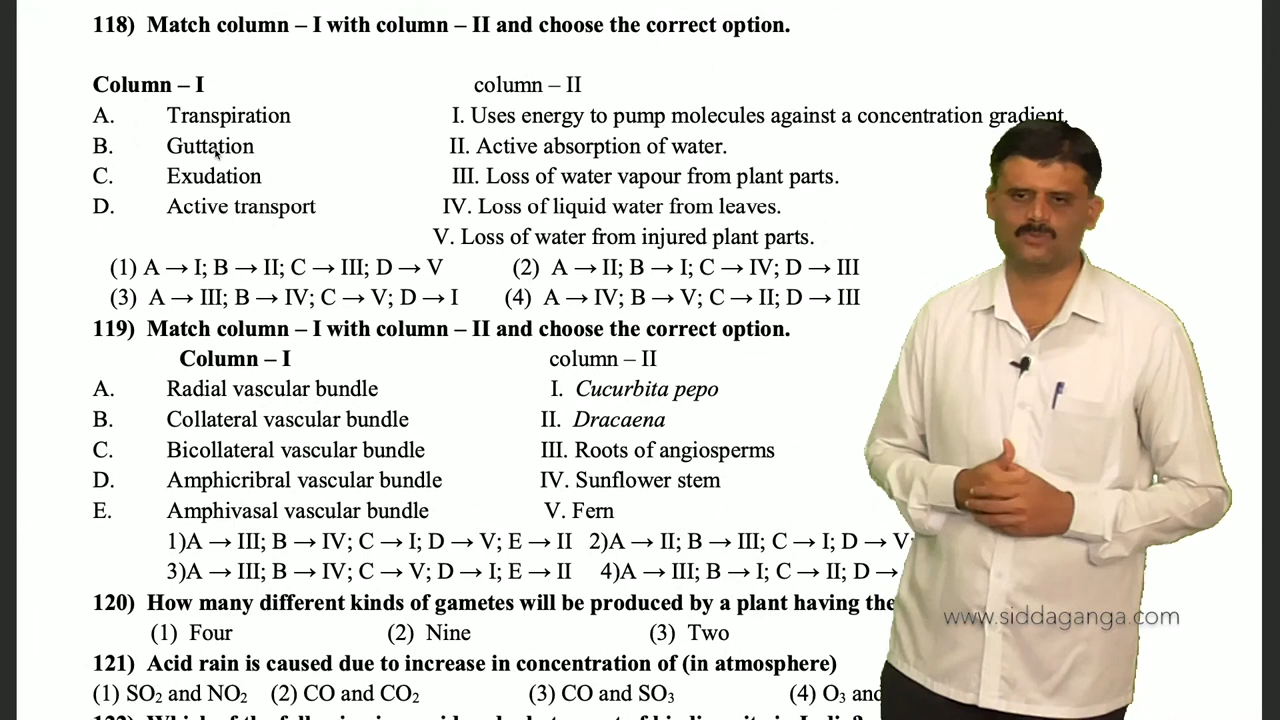 118) Match column – I with column – II and choose the correct option.
Column – I column – II
A. Transpiration I. Uses energy to pump molecules against a concentration gradient.
B. Guttation II. Active absorption of water.
C. Exudation III. Loss of water vapour from plant parts.
D. Active transport IV. Loss of liquid water from leaves.
V. Loss of water from injured plant parts.
(1) A → I; B → II; C → III; D → V (2) A → II; B → I; C → IV; D → III
(3) A → III; B → IV; C → V; D → I (4) A → IV; B → V; C → II; D → III
119) Match column – I with column – II and choose the correct option.
Column – I column – II
A. Radial vascular bundle I. Cucurbita pepo
B. Collateral vascular bundle II. Dracaena
C. Bicollateral vascular bundle III. Roots of angiosperms
D. Amphicribral vascular bundle IV. Sunflower stem
E. Amphivasal vascular bundle V. Fern
1)A → III; B → IV; C → I; D → V; E → II 2)A → II; B → III; C → I; D → V
3)A → III; B → IV; C → V; D → I; E → II 4)A → III; B → I; C → II; D →
120) How many different kinds of gametes will be produced by a plant having the
www.siddaganga.com
(1) Four (2) Nine (3) Two
121) Acid rain is caused due to increase in concentration of (in atmosphere)
(1) SO₂ and NO₂ (2) CO and CO₂ (3) CO and SO₃ (4) O₃ and